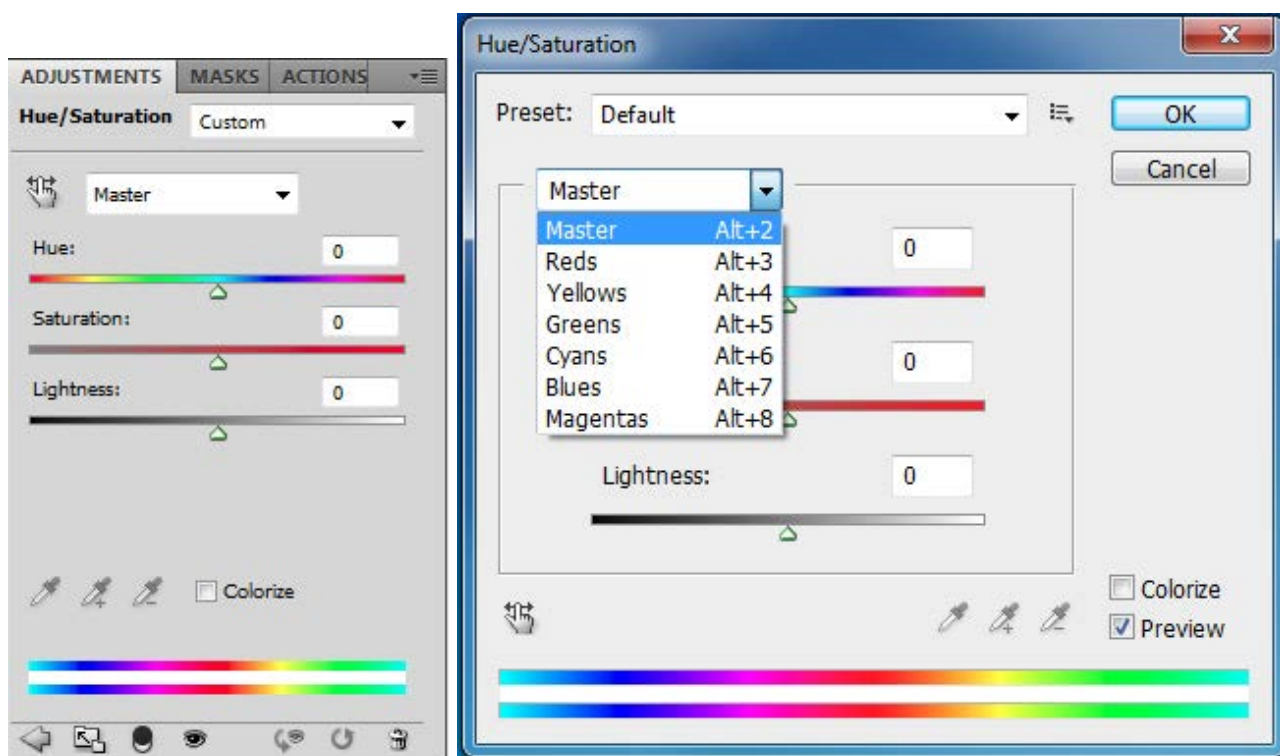 ADJUSTMENTS MASKS ACTIONS
Hue/Saturation Custom
Master
Hue: 0
Saturation: 0
Lightness: 0
Colorize
Hue/Saturation
Preset: Default OK
Cancel
Master
Master Alt+2
Reds Alt+3
Yellows Alt+4
Greens Alt+5
Cyans Alt+6
Blues Alt+7
Magentas Alt+8
0
0
Lightness: 0
Colorize
Preview